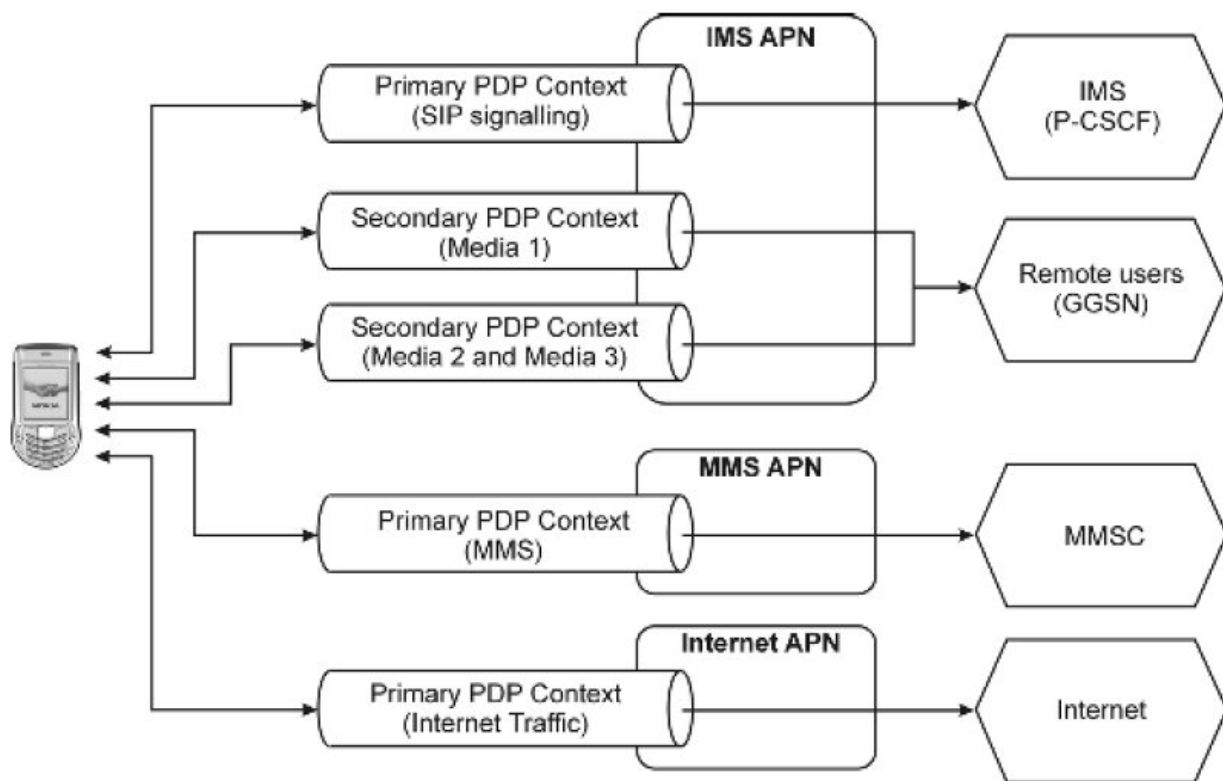 IMS APN
Primary PDP Context
(SIP signalling)
IMS
(P-CSCF)
Secondary PDP Context
(Media 1)
Remote users
(GGSN)
Secondary PDP Context
(Media 2 and Media 3)
MMS APN
Primary PDP Context
(MMS)
MMSC
Internet APN
Primary PDP Context
(Internet Traffic)
Internet